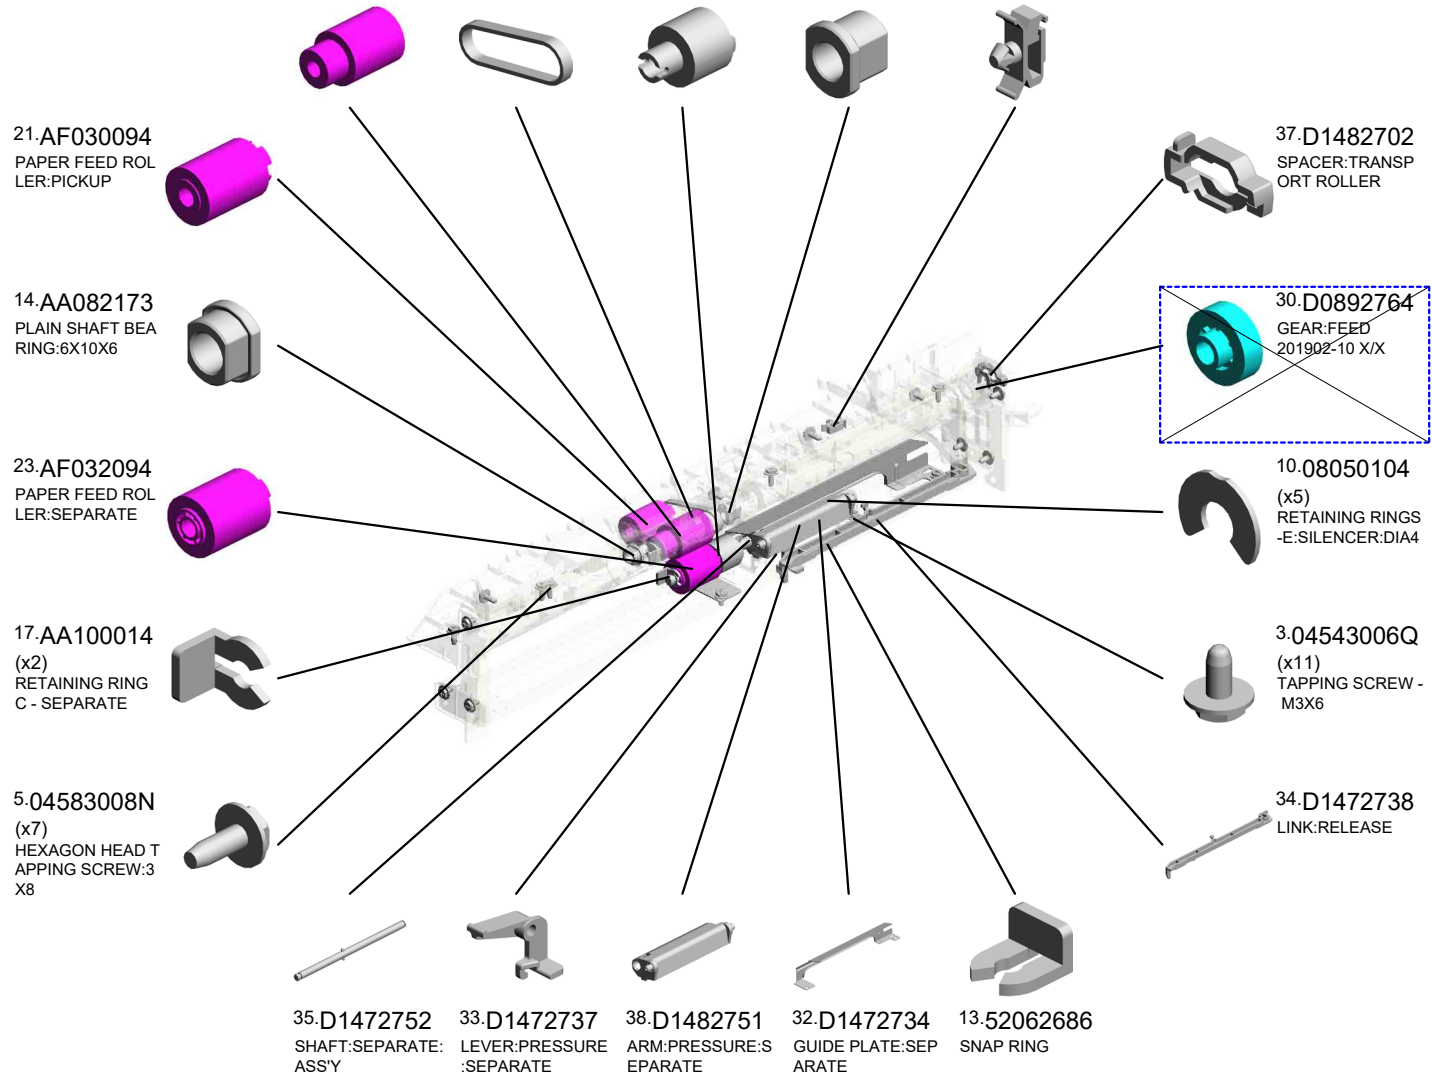 21.AF030094
PAPER FEED ROL
LER:PICKUP
37.D1482702
SPACER:TRANSP
ORT ROLLER
14.AA082173
PLAIN SHAFT BEA
RING:6X10X6
30.D0892764
GEAR:FEED
201902-10 X/X
23.AF032094
PAPER FEED ROL
LER:SEPARATE
10.08050104
(x5)
RETAINING RINGS
-E:SILENCER:DIA4
17.AA100014
(x2)
RETAINING RING
C - SEPARATE
3.04543006Q
(x11)
TAPPING SCREW -
M3X6
5.04583008N
(x7)
HEXAGON HEAD T
APPING SCREW:3
X8
34.D1472738
LINK:RELEASE
35.D1472752
SHAFT:SEPARATE:
ASS'Y
33.D1472737
LEVER:PRESSURE
:SEPARATE
38.D1482751
ARM:PRESSURE:S
EPARATE
32.D1472734
GUIDE PLATE:SEP
ARATE
13.52062686
SNAP RING